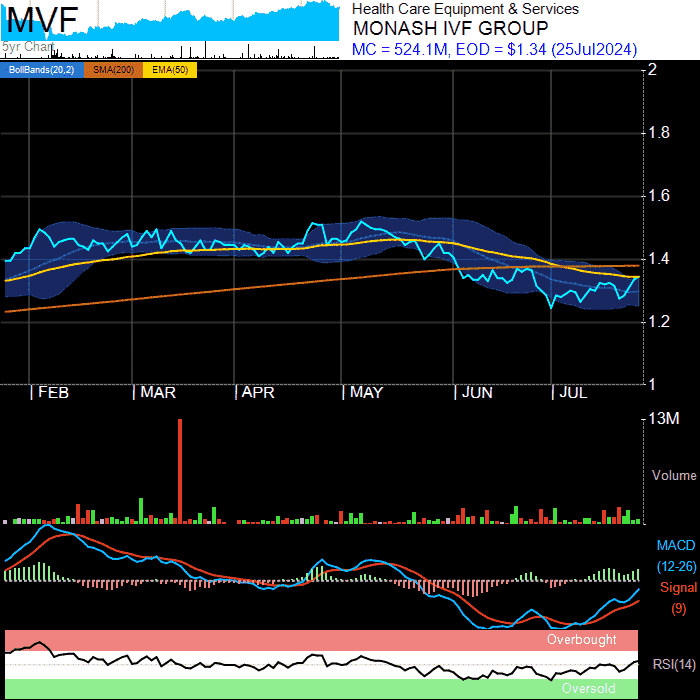 MVF
5yr Chart
Health Care Equipment & Services
MONASH IVF GROUP
MC = 524.1M, EOD = $1.34 (25Jul2024)
BollBands(20,2) SMA(200) EMA(50)
2
1.8
1.6
1.4
1.2
1
FEB MAR APR MAY JUN JUL
13M
Volume
MACD
(12-26)
Signal
(9)
Overbought
RSI(14)
Oversold